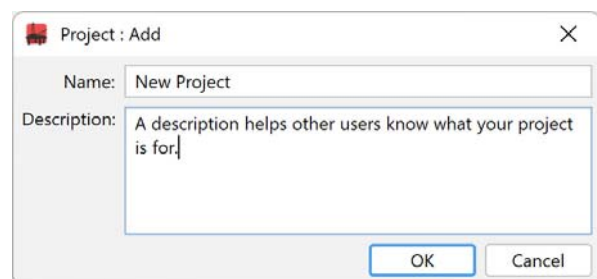 Project : Add
Name: New Project
Description: A description helps other users know what your project
is for.
OK Cancel